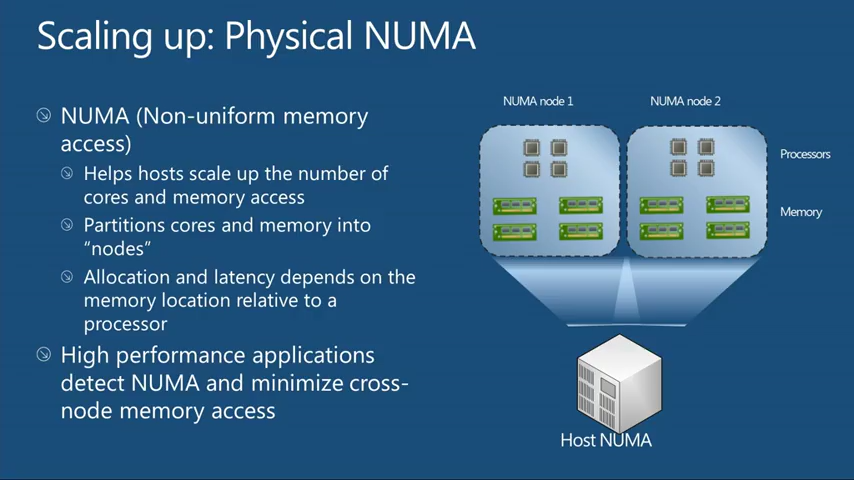 Scaling up: Physical NUMA
NUMA (Non-uniform memory
access)
Helps hosts scale up the number of
cores and memory access
Partitions cores and memory into
“nodes”
Allocation and latency depends on the
memory location relative to a
processor
High performance applications
detect NUMA and minimize cross-
node memory access
NUMA node 1
NUMA node 2
Processors
Memory
Host NUMA